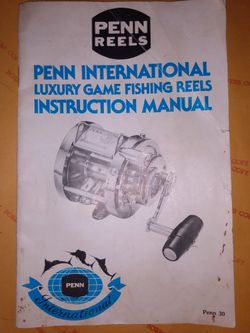 PENN
REELS
PENN INTERNATIONAL
LUXURY GAME FISHING REELS
INSTRUCTION MANUAL
PENN
International
Penn 30